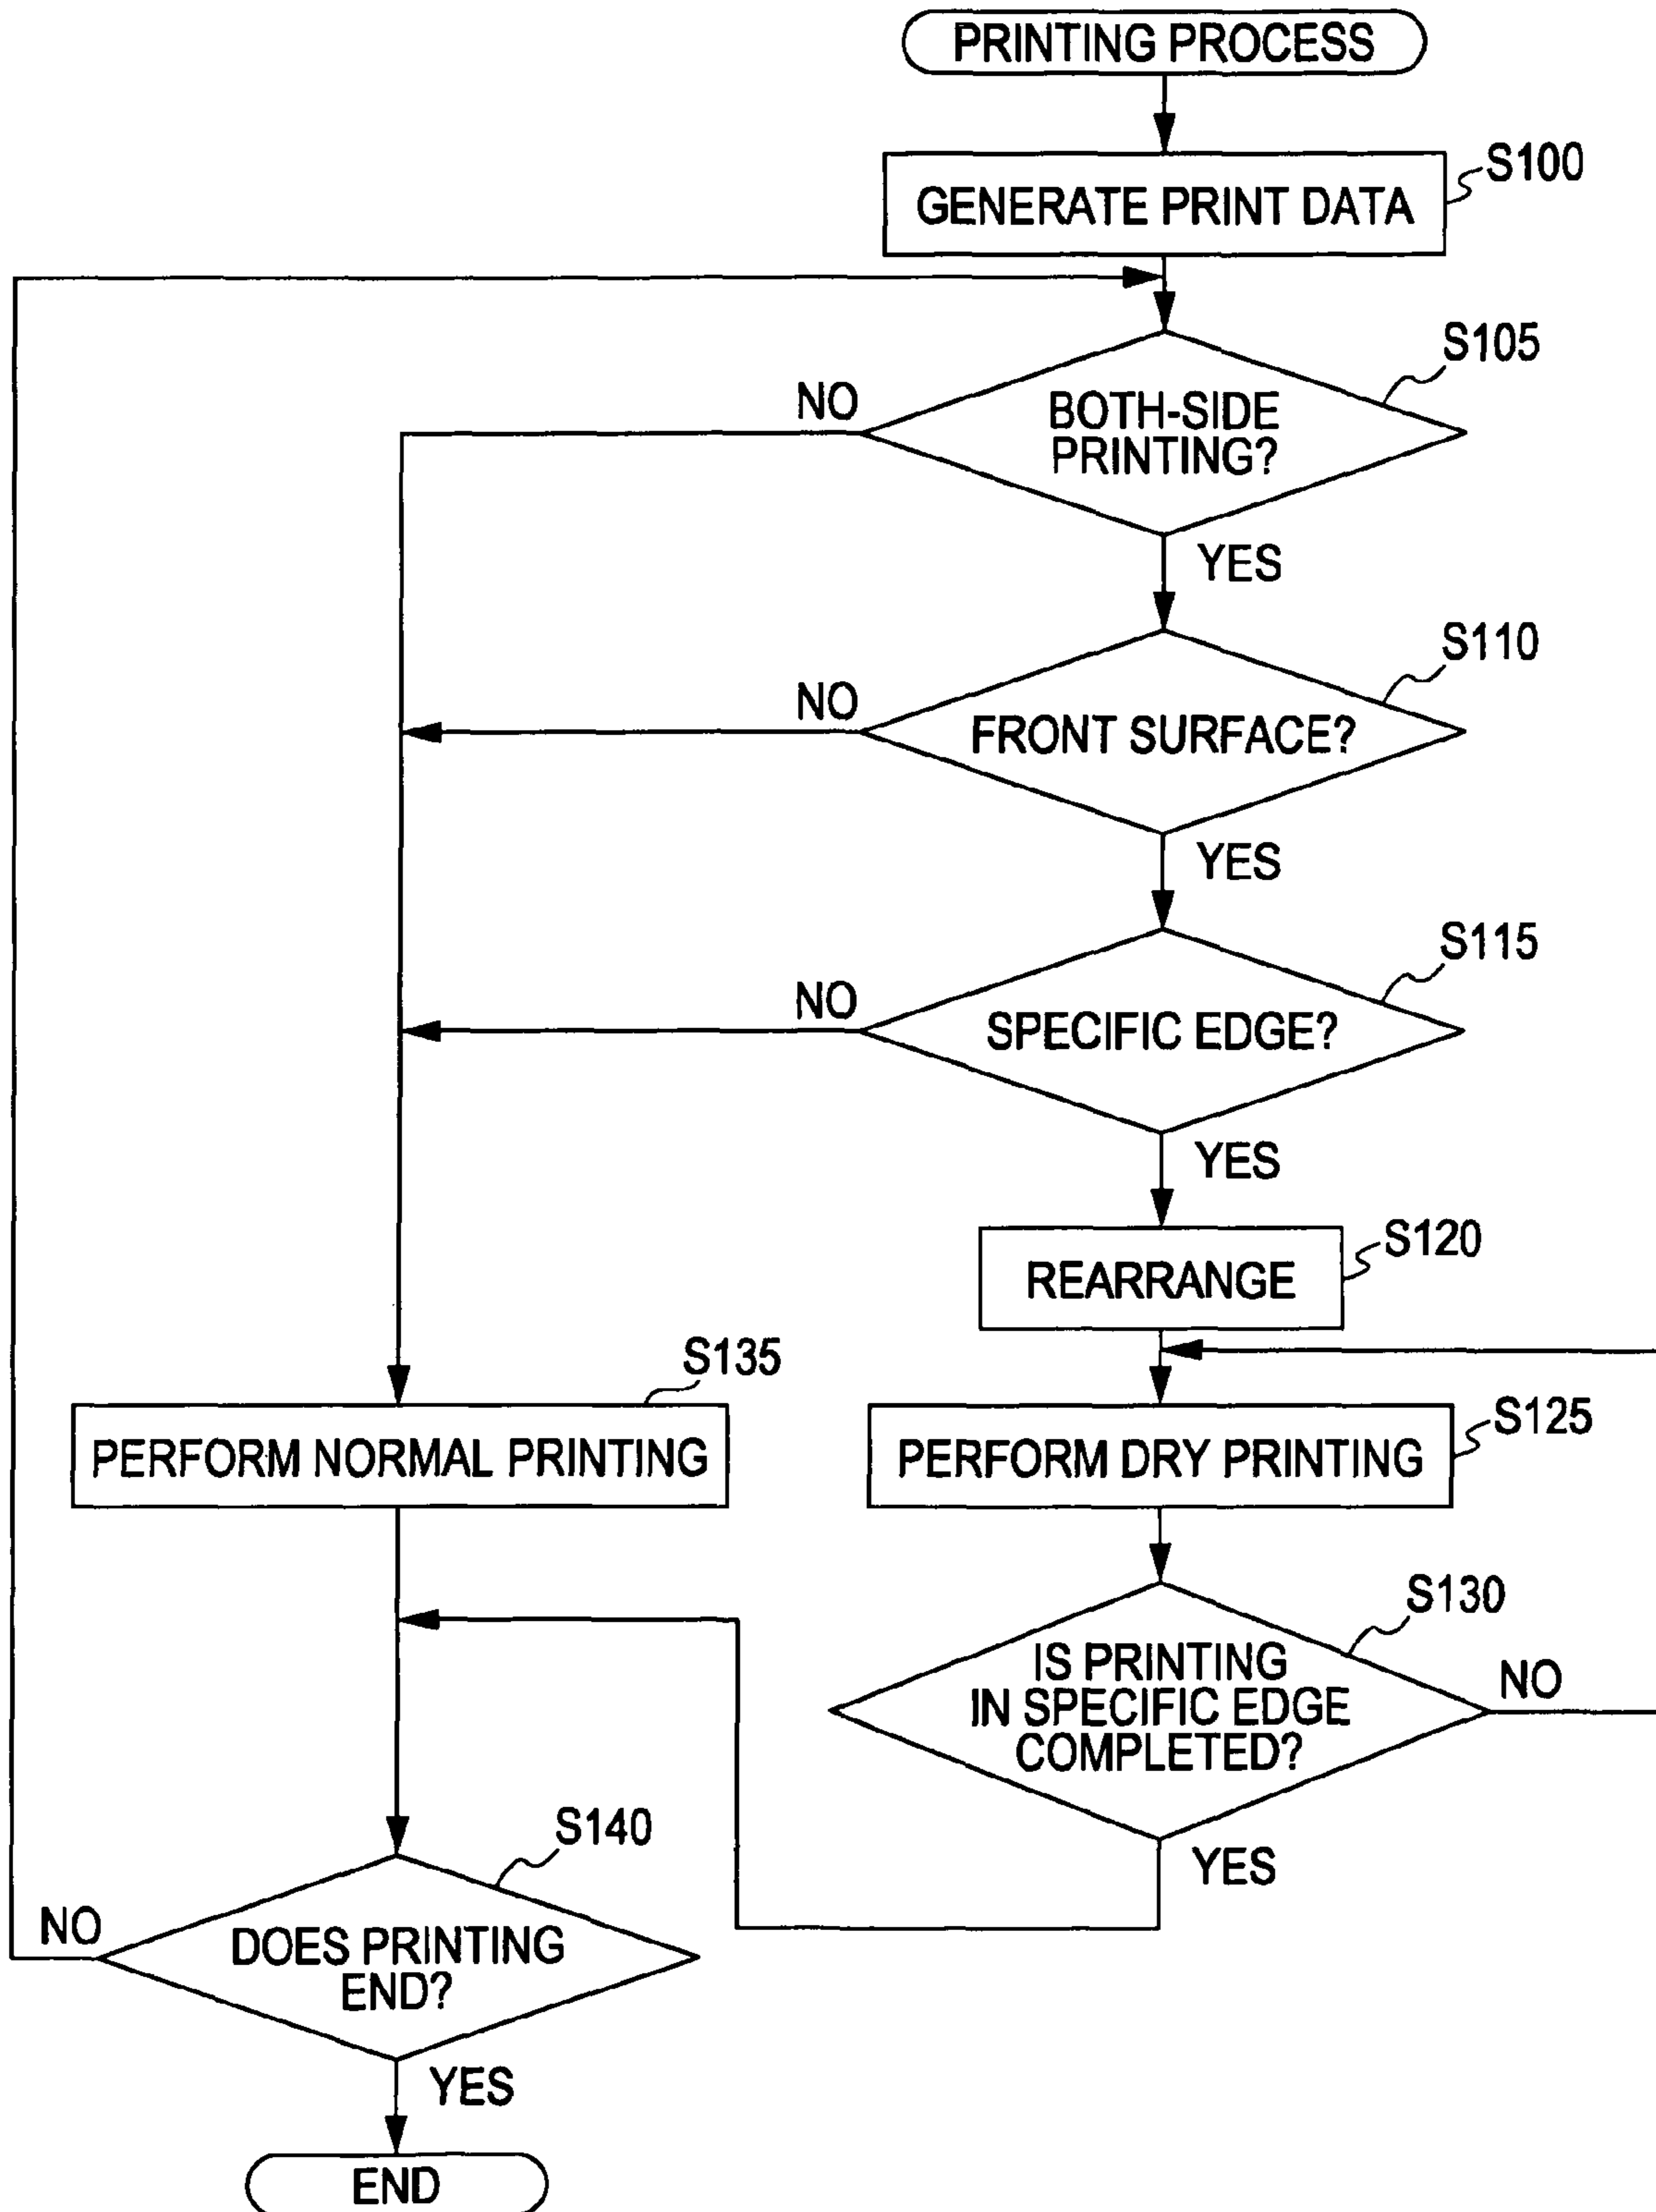 PRINTING PROCESS
S100
GENERATE PRINT DATA
S105
NO
BOTH-SIDE
PRINTING?
YES
S110
NO
FRONT SURFACE?
YES
S115
NO
SPECIFIC EDGE?
YES
S120
REARRANGE
S135
PERFORM NORMAL PRINTING
S125
PERFORM DRY PRINTING
S130
IS PRINTING
IN SPECIFIC EDGE
COMPLETED?
NO
YES
S140
NO
DOES PRINTING
END?
YES
END